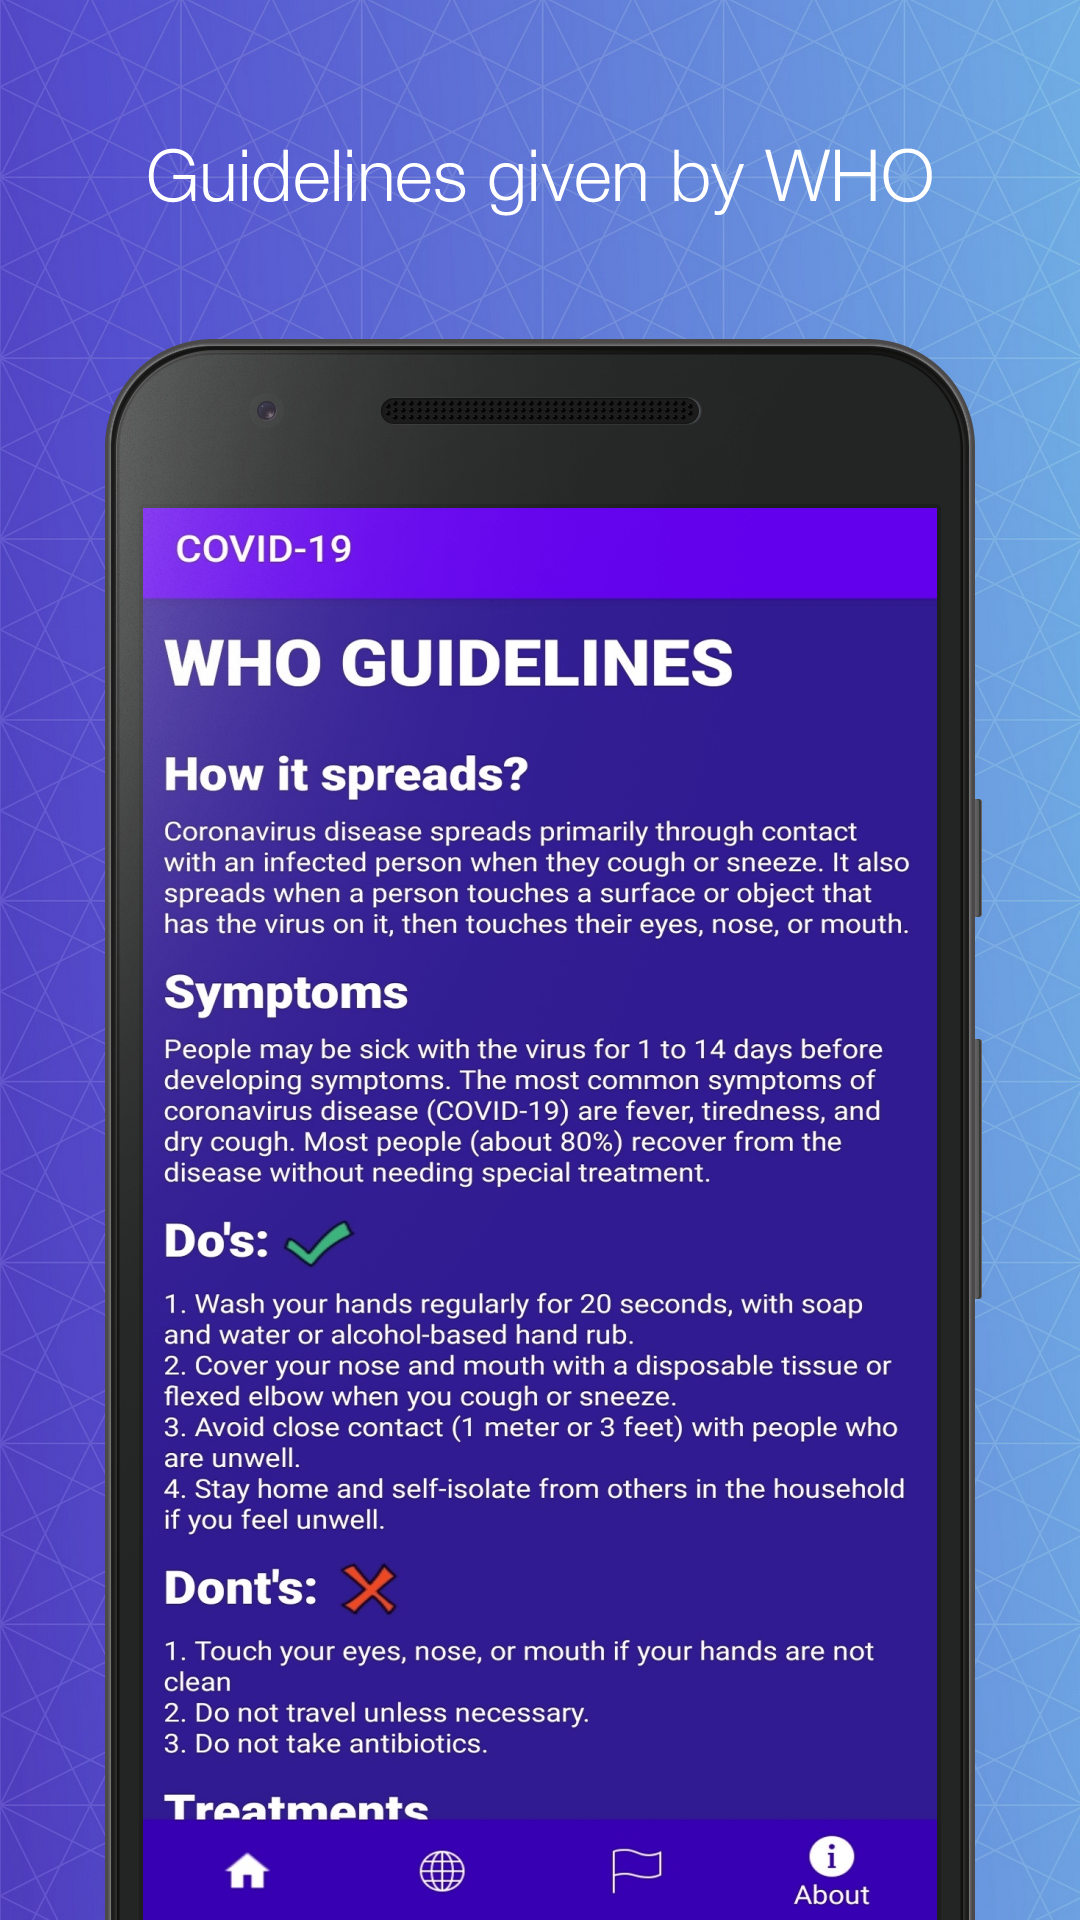 Guidelines given by WHO
COVID-19
WHO GUIDELINES
How it spreads?
Coronavirus disease spreads primarily through contact
with an infected person when they cough or sneeze. It also
spreads when a person touches a surface or object that
has the virus on it, then touches their eyes, nose, or mouth.
Symptoms
People may be sick with the virus for 1 to 14 days before
developing symptoms. The most common symptoms of
coronavirus disease (COVID-19) are fever, tiredness, and
dry cough. Most people (about 80%) recover from the
disease without needing special treatment.
Do's:
1. Wash your hands regularly for 20 seconds, with soap
and water or alcohol-based hand rub.
2. Cover your nose and mouth with a disposable tissue or
flexed elbow when you cough or sneeze.
3. Avoid close contact (1 meter or 3 feet) with people who
are unwell.
4. Stay home and self-isolate from others in the household
if you feel unwell.
Dont's:
1. Touch your eyes, nose, or mouth if your hands are not
clean
2. Do not travel unless necessary.
3. Do not take antibiotics.
Treatments
About